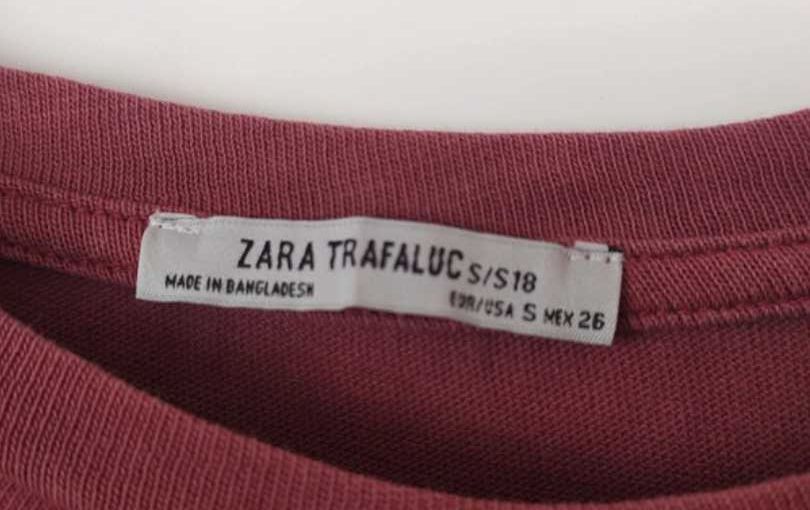 ZARA TRAFALUC S/S18
MADE IN BANGLADESH
EUR/USA S MEX 26